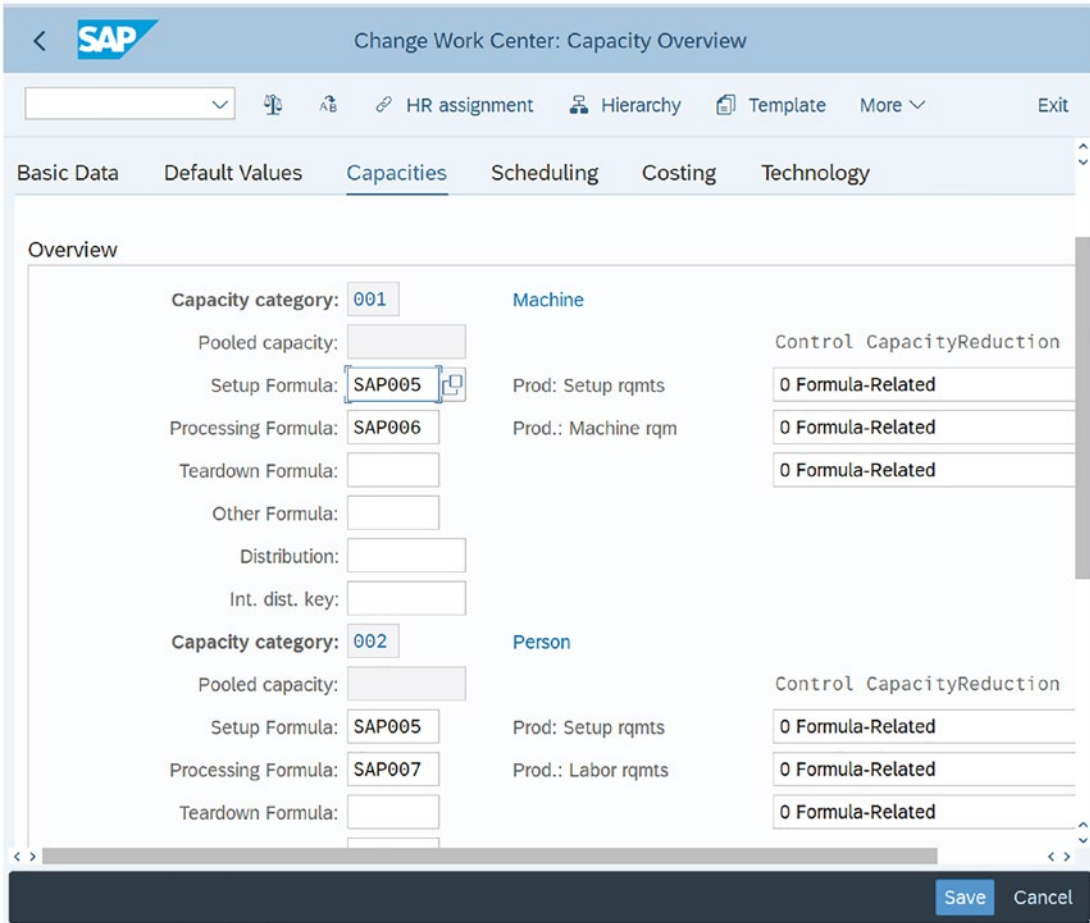 SAP Change Work Center: Capacity Overview
HR assignment Hierarchy Template More Exit
Basic Data Default Values Capacities Scheduling Costing Technology
Overview
Capacity category: 001 Machine
Pooled capacity: Control CapacityReduction
Setup Formula: SAP005 Prod: Setup rqmts 0 Formula-Related
Processing Formula: SAP006 Prod.: Machine rqm 0 Formula-Related
Teardown Formula: 0 Formula-Related
Other Formula:
Distribution:
Int. dist. key:
Capacity category: 002 Person
Pooled capacity: Control CapacityReduction
Setup Formula: SAP005 Prod: Setup rqmts 0 Formula-Related
Processing Formula: SAP007 Prod.: Labor rqmts 0 Formula-Related
Teardown Formula: 0 Formula-Related
Save Cancel